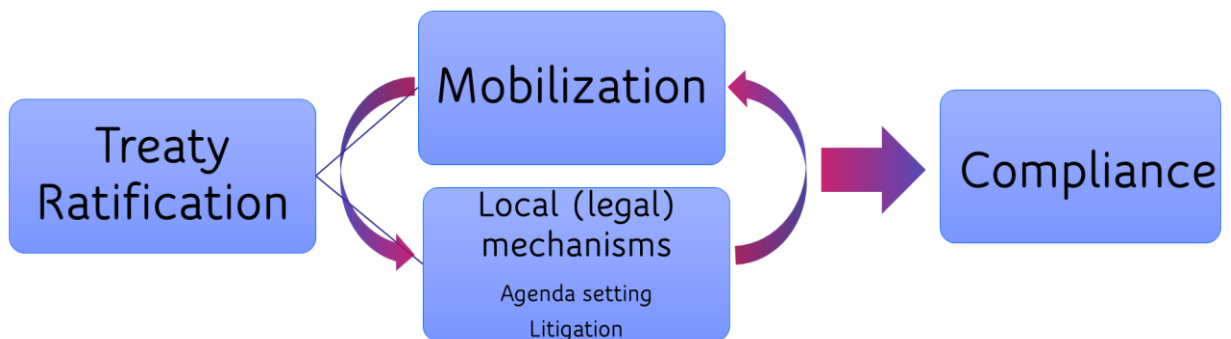 Treaty
Ratification
Mobilization
Local (legal)
mechanisms
Agenda setting
Litigation
Compliance